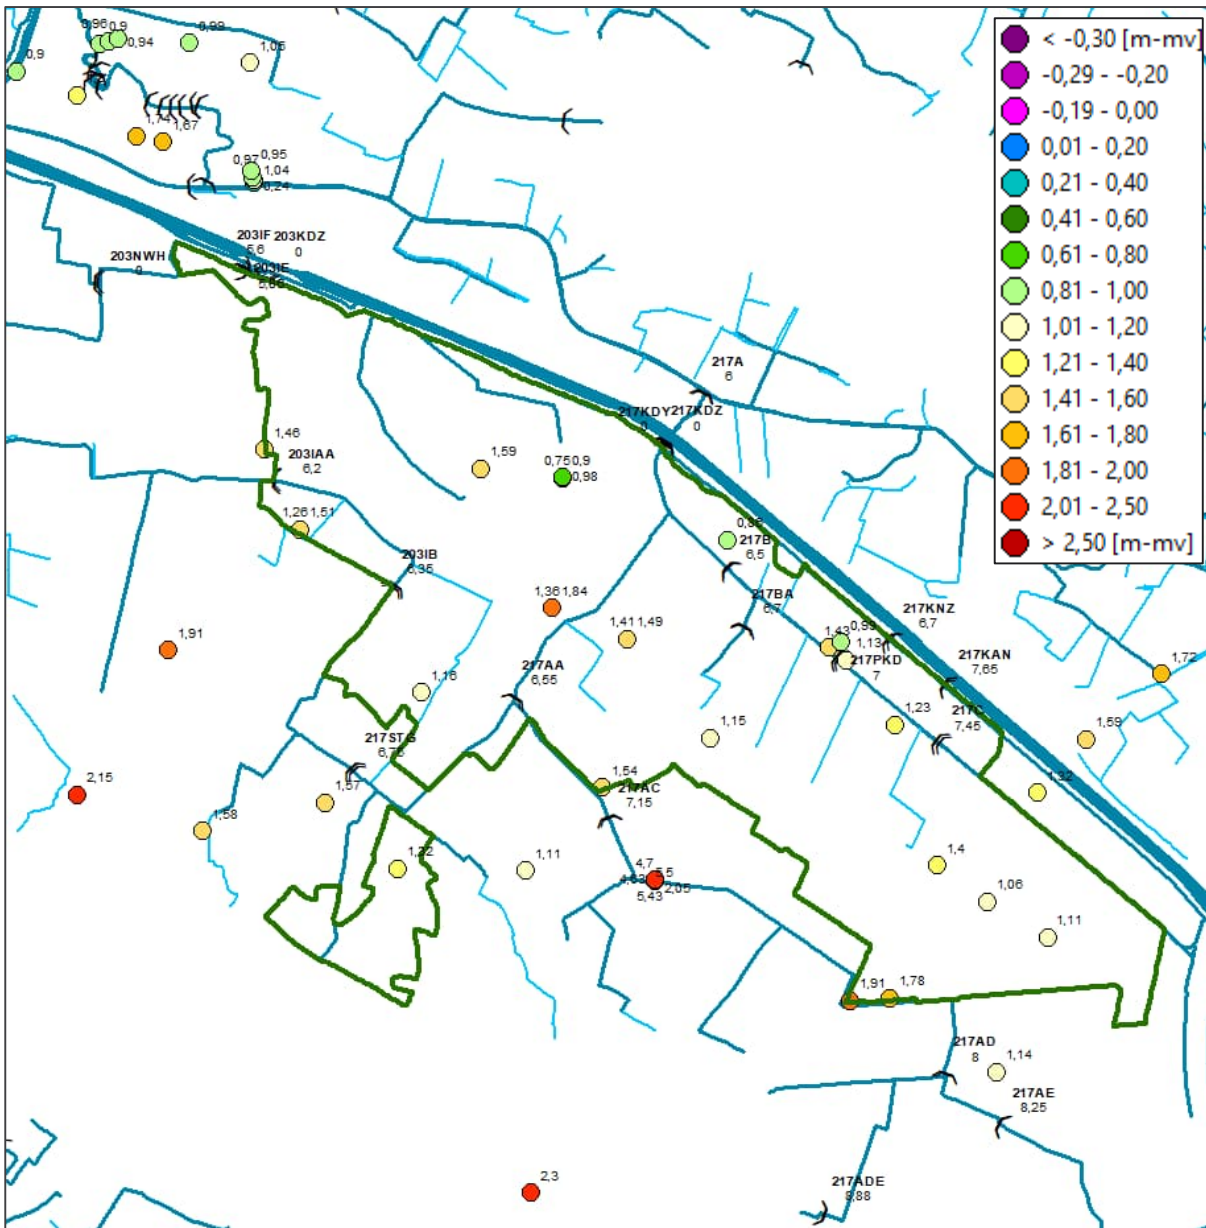 0,96
0,9
0,94
0,99
1,05
0,9
1,74
1,67
0,97
0,95
1,04
0,24
< -0,30 [m-mv]
-0,29 - -0,20
-0,19 - 0,00
0,01 - 0,20
0,21 - 0,40
0,41 - 0,60
0,61 - 0,80
0,81 - 1,00
1,01 - 1,20
1,21 - 1,40
1,41 - 1,60
1,61 - 1,80
1,81 - 2,00
2,01 - 2,50
> 2,50 [m-mv]
203IF
5,6
203KDZ
0
203NWH
0
203IE
5,85
217A
6
217KDY
0
217KDZ
0
1,46
203IAA
6,2
1,59
0,75
0,9
0,98
1,26
1,51
0,86
217B
6,5
203IB
6,35
1,36
1,84
217BA
6,7
1,41
1,49
217KNZ
6,7
1,43
0,99
1,13
217PKD
7
1,91
217KAN
7,65
1,72
217AA
6,55
1,16
217C
7,45
1,23
1,59
1,15
217STG
6,75
2,15
1,57
1,54
217AC
7,15
1,32
1,58
1,22
1,11
4,7
5,5
4,63
2,05
5,43
1,4
1,06
1,11
1,91
1,78
217AD
8
1,14
217AE
8,25
217ADE
8,88
2,3